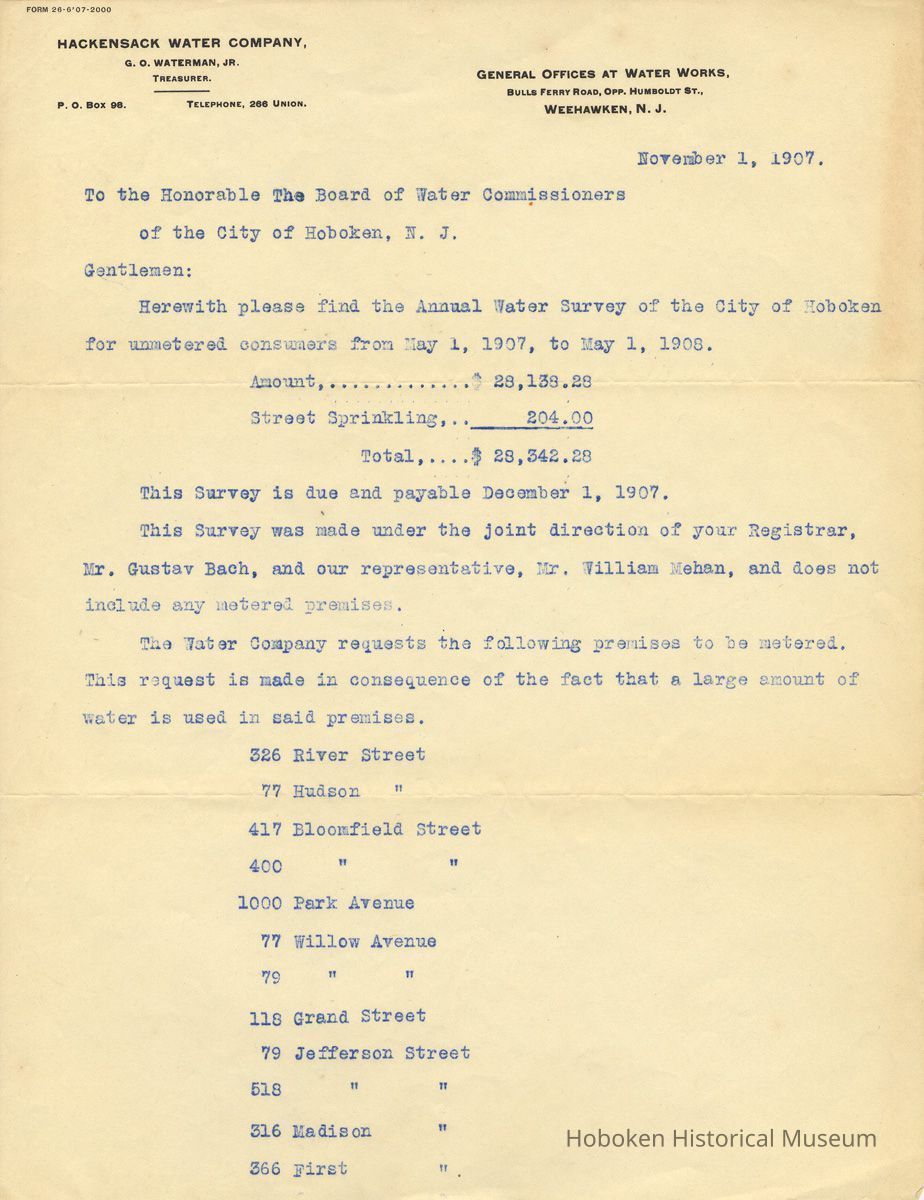 FORM 26-6'07-2000
HACKENSACK WATER COMPANY,
G. O. WATERMAN, JR.
TREASURER.
P. O. BOX 98. TELEPHONE, 266 UNION.
GENERAL OFFICES AT WATER WORKS,
BULLS FERRY ROAD, OPP. HUMBOLDT ST.,
WEEHAWKEN, N. J.
November 1, 1907.
To the Honorable The Board of Water Commissioners
of the City of Hoboken, N. J.
Gentlemen:
Herewith please find the Annual Water Survey of the City of Hoboken
for unmetered consumers from May 1, 1907, to May 1, 1908.
Amount,.............$ 28,138.28
Street Sprinkling,.. 204.00
Total,....$ 28,342.28
This Survey is due and payable December 1, 1907.
This Survey was made under the joint direction of your Registrar,
Mr. Gustav Bach, and our representative, Mr. William Mehan, and does not
include any metered premises.
The Water Company requests the following premises to be metered.
This request is made in consequence of the fact that a large amount of
water is used in said premises.
326 River Street
77 Hudson "
417 Bloomfield Street
400 " "
1000 Park Avenue
77 Willow Avenue
79 " "
118 Grand Street
79 Jefferson Street
518 " "
316 Madison "
366 First ".
Hoboken Historical Museum